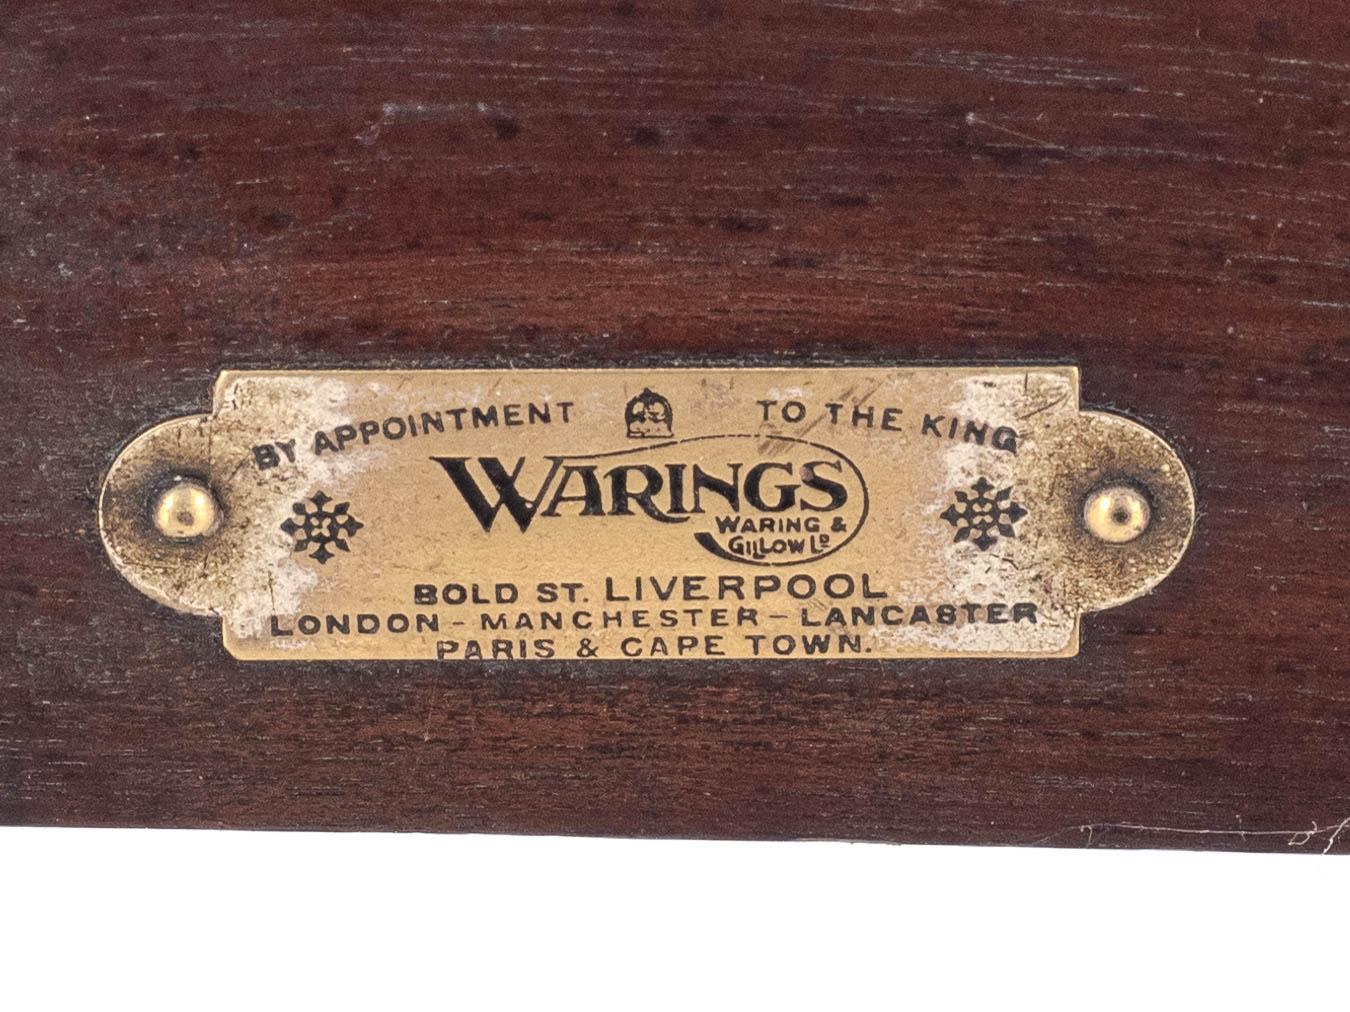 BY APPOINTMENT TO THE KING
WARINGS
WARING &
GILLOW LD
BOLD ST. LIVERPOOL
LONDON - MANCHESTER - LANCASTER
PARIS & CAPE TOWN.